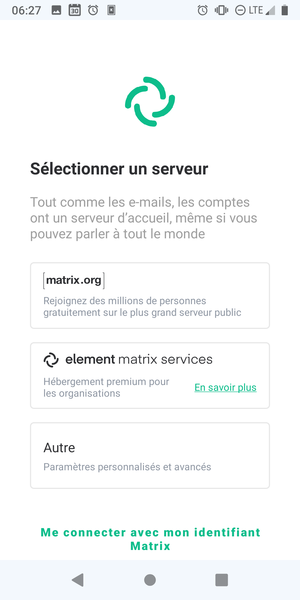 06:27
30
LTE
Sélectionner un serveur
Tout comme les e-mails, les comptes
ont un serveur d'accueil, même si vous
pouvez parler à tout le monde
[matrix.org]
Rejoignez des millions de personnes
gratuitement sur le plus grand serveur public
element matrix services
Hébergement premium pour
les organisations
En savoir plus
Autre
Paramètres personnalisés et avancés
Me connecter avec mon identifiant
Matrix